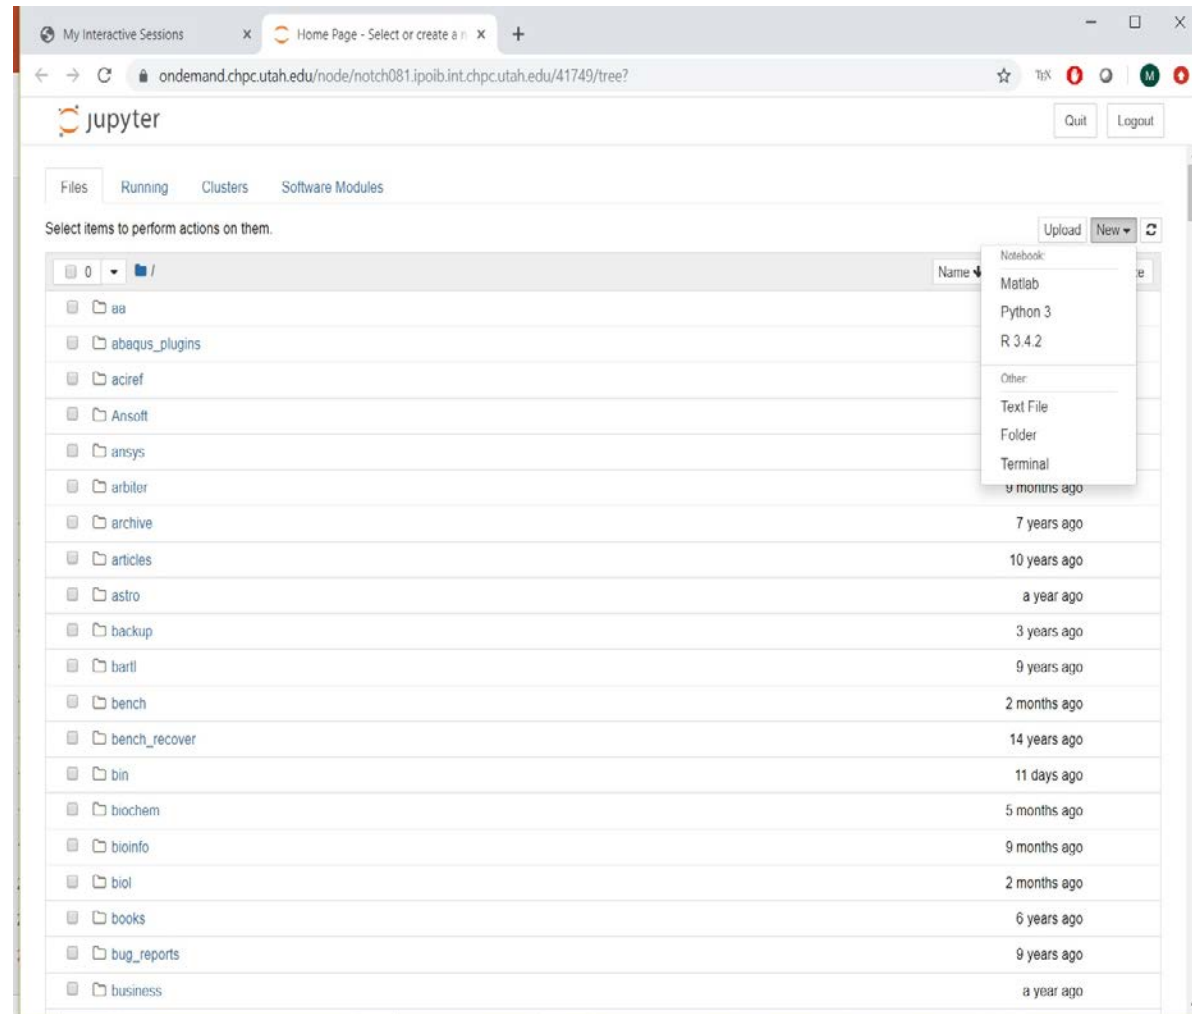 My Interactive Sessions
Home Page - Select or create a n
ondemand.chpc.utah.edu/node/notch081.ipoib.int.chpc.utah.edu/41749/tree?
TEX
M
jupyter
Quit
Logout
Files
Running
Clusters
Software Modules
Select items to perform actions on them.
Upload
New
0
/
Name
Notebook:
Matlab
Python 3
R 3.4.2
Other:
Text File
Folder
Terminal
aa
abaqus_plugins
aciref
Ansoft
ansys
arbiter 9 months ago
archive 7 years ago
articles 10 years ago
astro a year ago
backup 3 years ago
bartl 9 years ago
bench 2 months ago
bench_recover 14 years ago
bin 11 days ago
biochem 5 months ago
bioinfo 9 months ago
biol 2 months ago
books 6 years ago
bug_reports 9 years ago
business a year ago